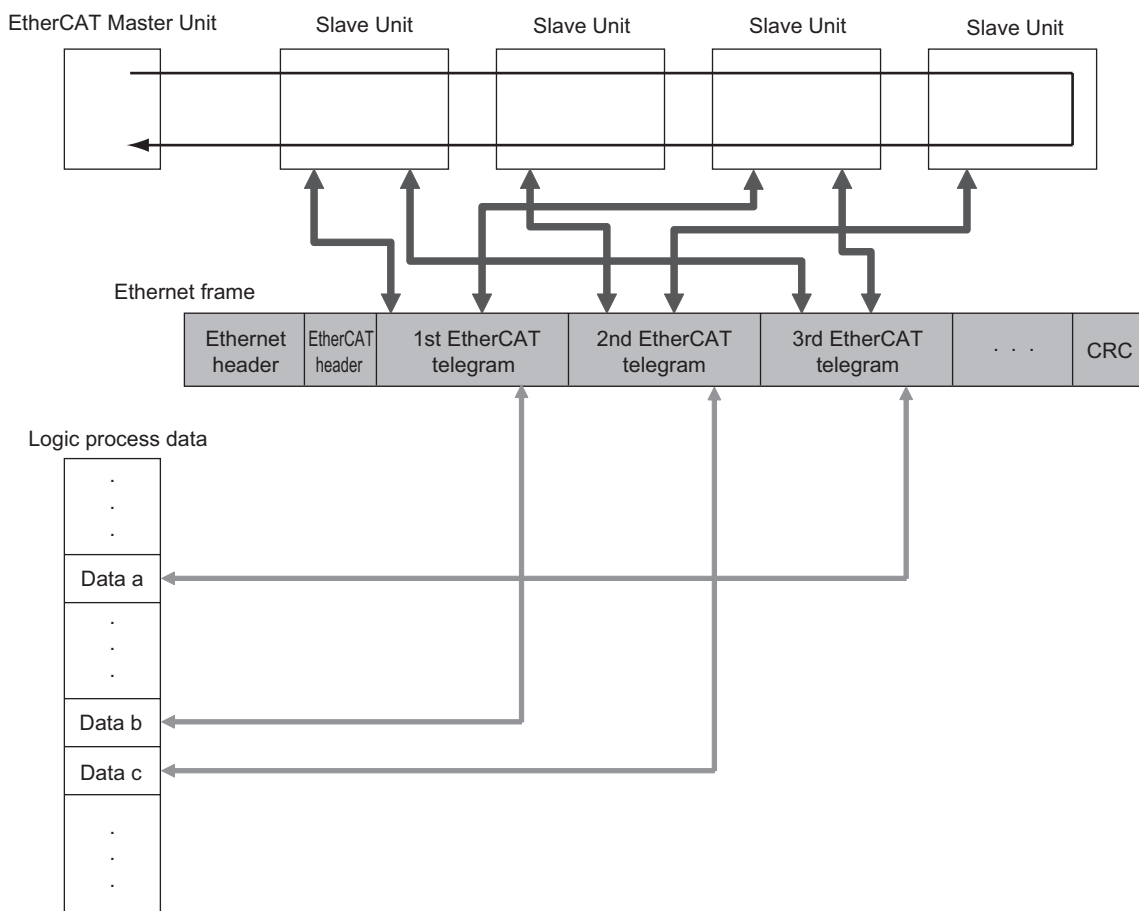 EtherCAT Master Unit
Slave Unit
Slave Unit
Slave Unit
Slave Unit
Ethernet frame
Ethernet
header
EtherCAT
header
1st EtherCAT
telegram
2nd EtherCAT
telegram
3rd EtherCAT
telegram
· · ·
CRC
Logic process data
Data a
Data b
Data c